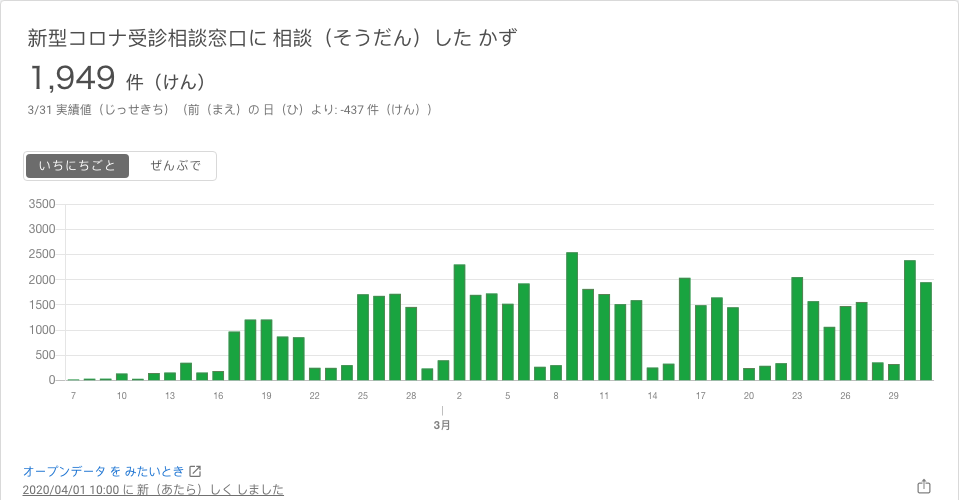 新型コロナ受診相談窓口に 相談（そうだん）した かず
1,949 件（けん）
3/31 実績値（じっせきち）（前（まえ）の 日（ひ）より: -437 件（けん））
いちにちごと ぜんぶで
3500
3000
2500
2000
1500
1000
500
0
7 10 13 16 19 22 25 28 2 5 8 11 14 17 20 23 26 29
3月
オープンデータ を みたいとき
2020/04/01 10:00 に 新（あたら）しく しました